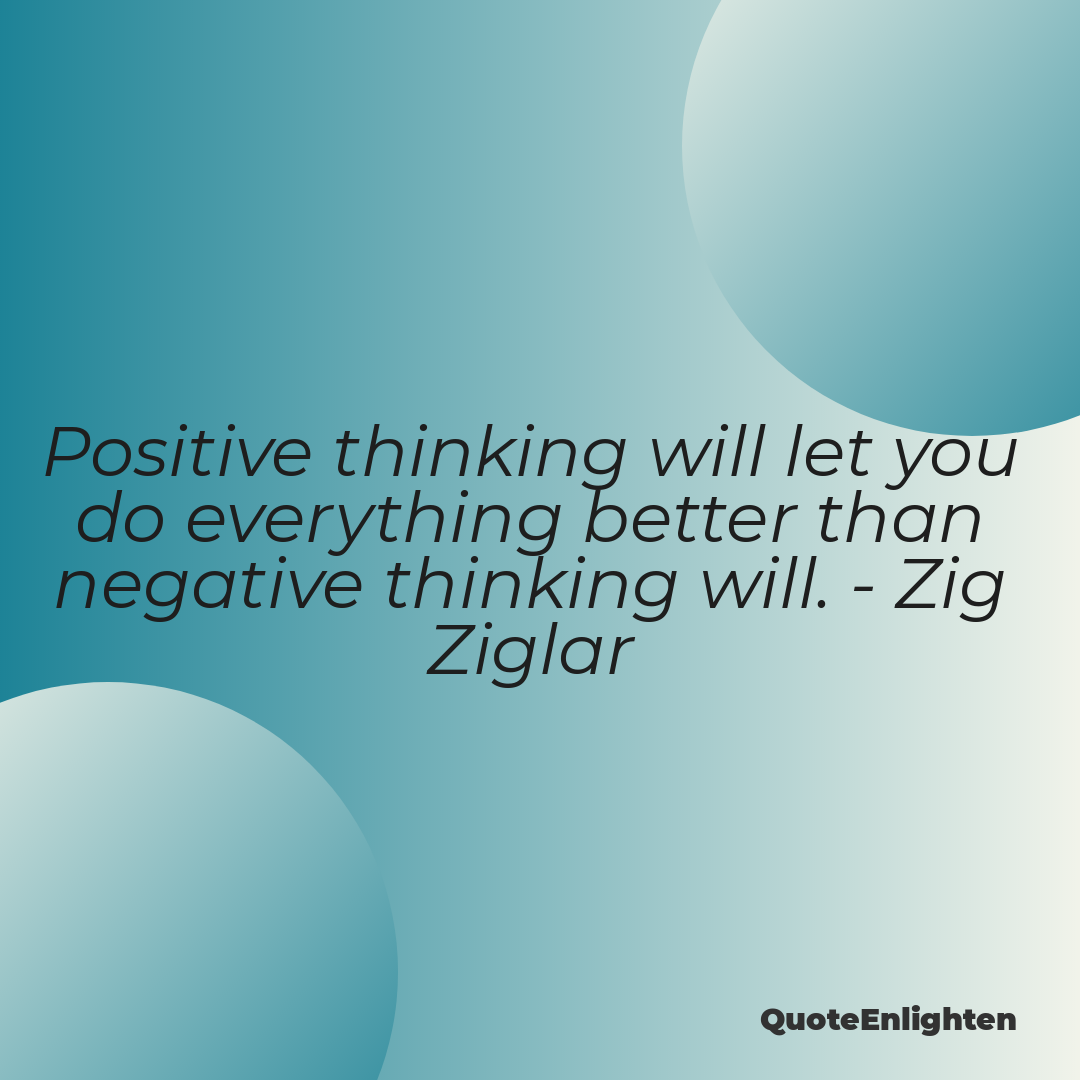 Positive thinking will let you
do everything better than
negative thinking will. - Zig
Ziglar
QuoteEnlighten